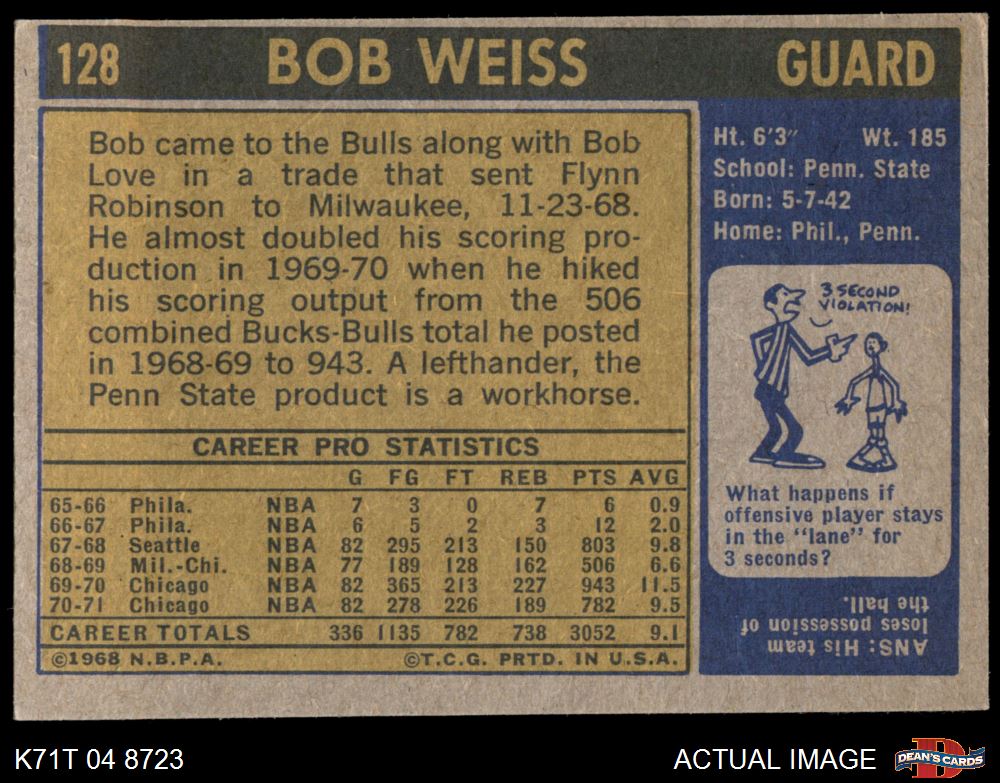 128 BOB WEISS GUARD
Bob came to the Bulls along with Bob
Love in a trade that sent Flynn
Robinson to Milwaukee, 11-23-68.
He almost doubled his scoring pro-
duction in 1969-70 when he hiked
his scoring output from the 506
combined Bucks-Bulls total he posted
in 1968-69 to 943. A lefthander, the
Penn State product is a workhorse.
CAREER PRO STATISTICS
G FG FT REB PTS AVG
65-66 Phila. NBA 7 3 0 7 6 0.9
66-67 Phila. NBA 6 5 2 3 12 2.0
67-68 Seattle NBA 82 295 213 150 803 9.8
68-69 Mil.-Chi. NBA 77 189 128 162 506 6.6
69-70 Chicago NBA 82 365 213 227 943 11.5
70-71 Chicago NBA 82 278 226 189 782 9.5
CAREER TOTALS 336 1135 782 738 3052 9.1
©1968 N.B.P.A. ©T.C.G. PRTD. IN U.S.A.
Ht. 6'3" Wt. 185
School: Penn. State
Born: 5-7-42
Home: Phil., Penn.
3 SECOND
VIOLATION!
What happens if
offensive player stays
in the "lane" for
3 seconds?
ANS: His team
loses possession of
the ball.
K71T 04 8723 ACTUAL IMAGE
D
DEAN'S CARDS